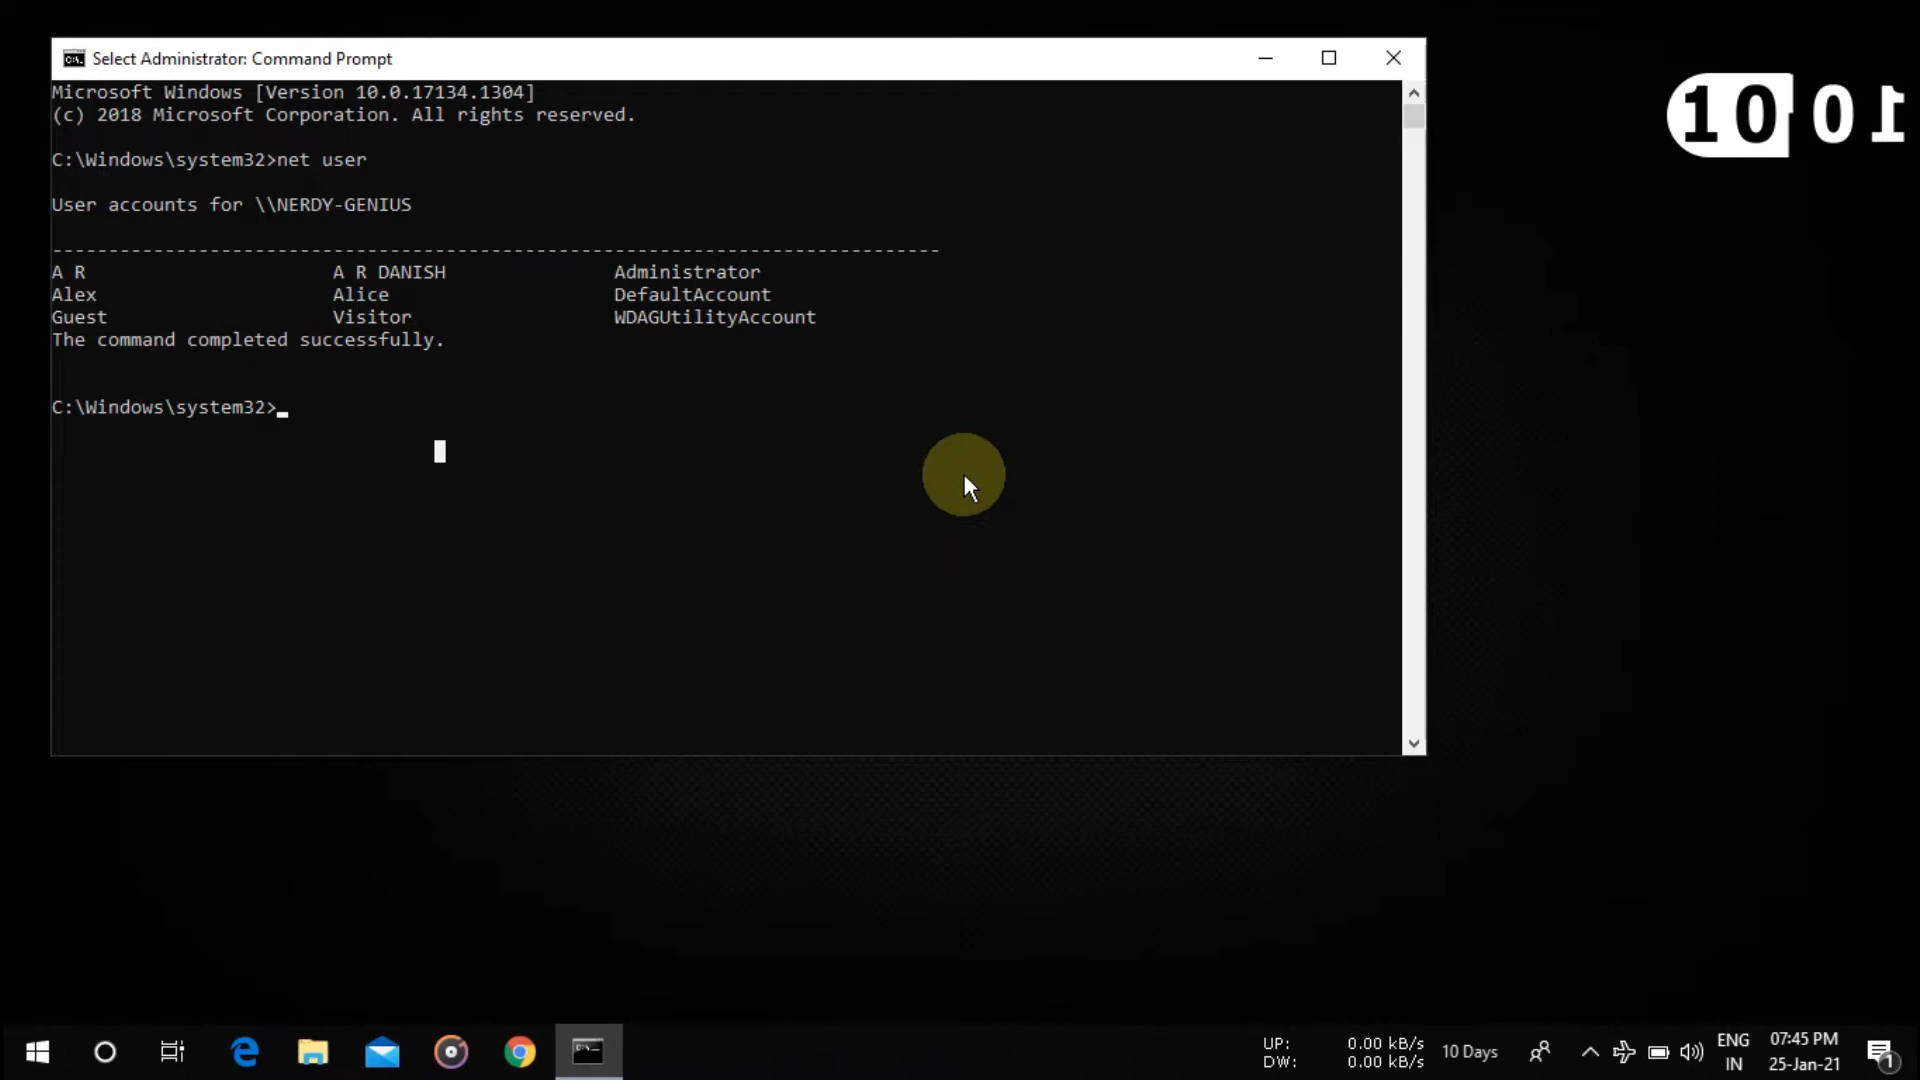 Select Administrator: Command Prompt
Microsoft Windows [Version 10.0.17134.1304]
(c) 2018 Microsoft Corporation. All rights reserved.
C:\Windows\system32>net user
User accounts for \\NERDY-GENIUS
-------------------------------------------------------------------------------
A R                      A R DANISH               Administrator
Alex                     Alice                    DefaultAccount
Guest                    Visitor                  WDAGUtilityAccount
The command completed successfully.
C:\Windows\system32>
10 01
UP: 0.00 kB/s
DW: 0.00 kB/s
10 Days
ENG
IN
07:45 PM
25-Jan-21
1